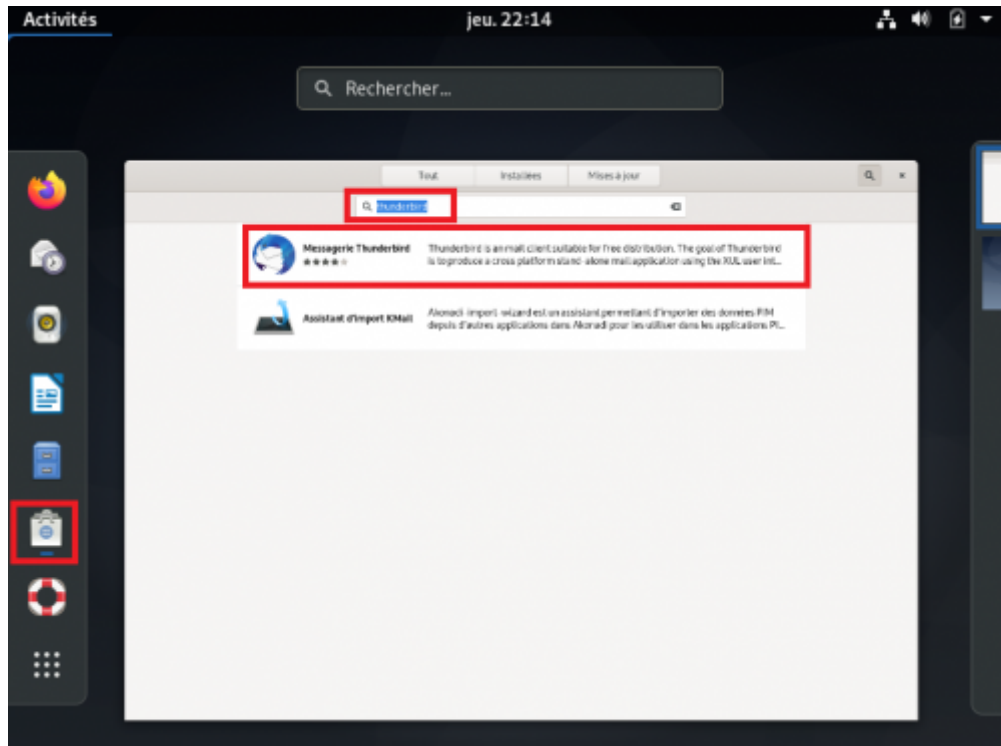 Activités
jeu. 22:14
Rechercher...
Tout
Installées
Mises à jour
thunderbird
Messagerie Thunderbird
Thunderbird is an mail client suitable for free distribution. The goal of Thunderbird
is to produce a cross platform stand-alone mail application using the XUL user int...
Assistant d'import KMail
Akonadi-import-wizard est un assistant permettant d'importer des données PIM
depuis d'autres applications dans Akonadi pour les utiliser dans les applications PI...